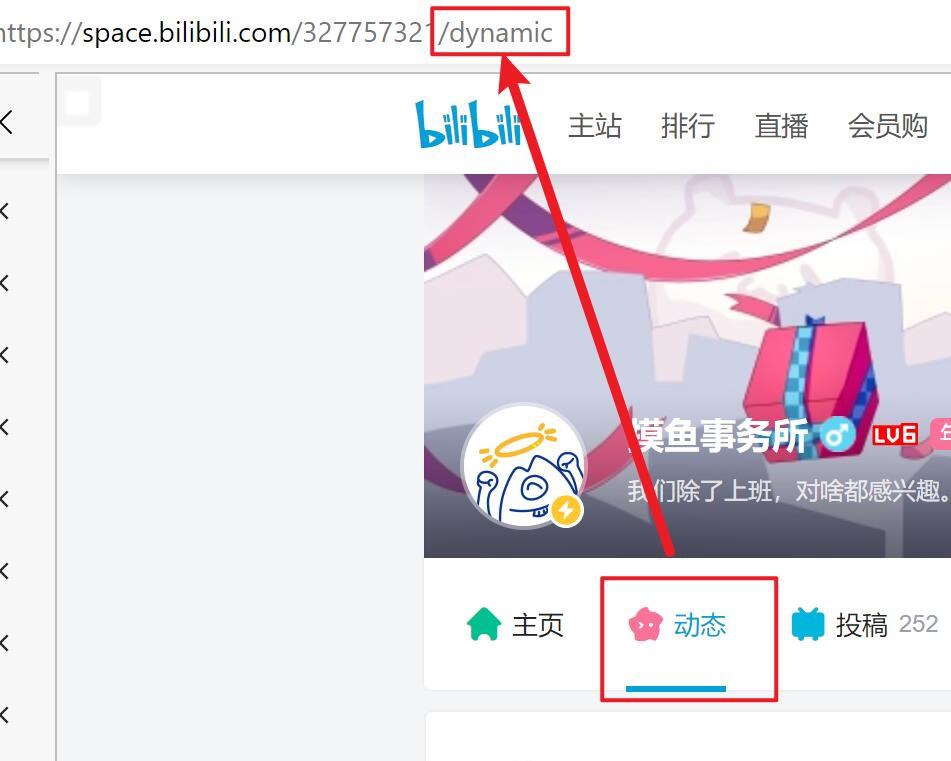 https://space.bilibili.com/327757321/dynamic
bilibili 主站 排行 直播 会员购
摸鱼事务所 LV6
我们除了上班，对啥都感兴趣。
主页 动态 投稿 252